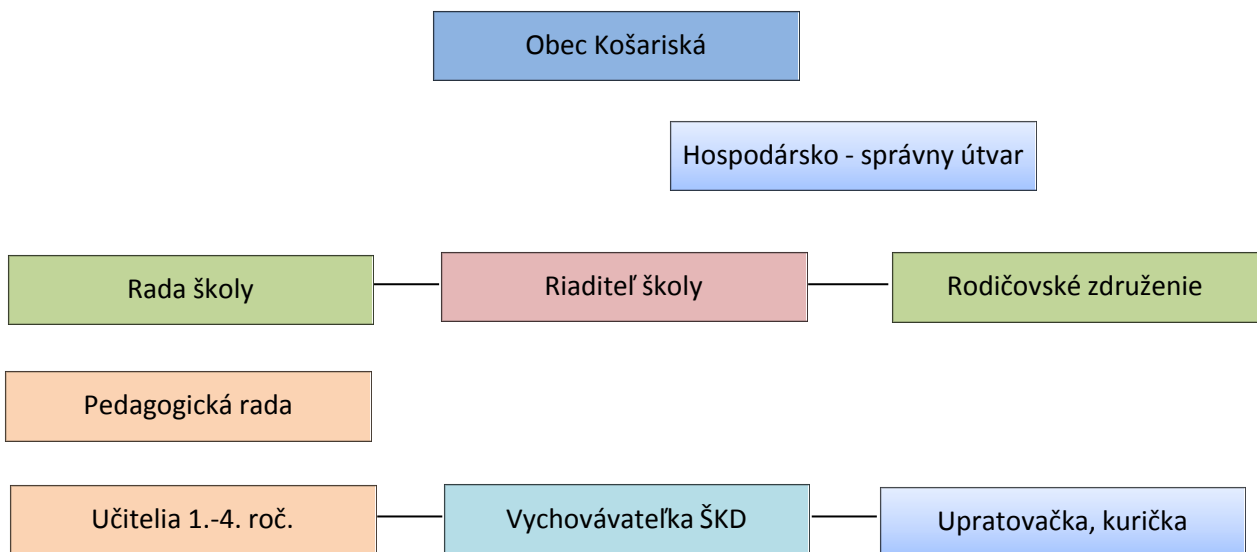 Obec Košariská
Hospodársko - správny útvar
Rada školy
Riaditeľ školy
Rodičovské združenie
Pedagogická rada
Učitelia 1.-4. roč.
Vychovávateľka ŠKD
Upratovačka, kurička